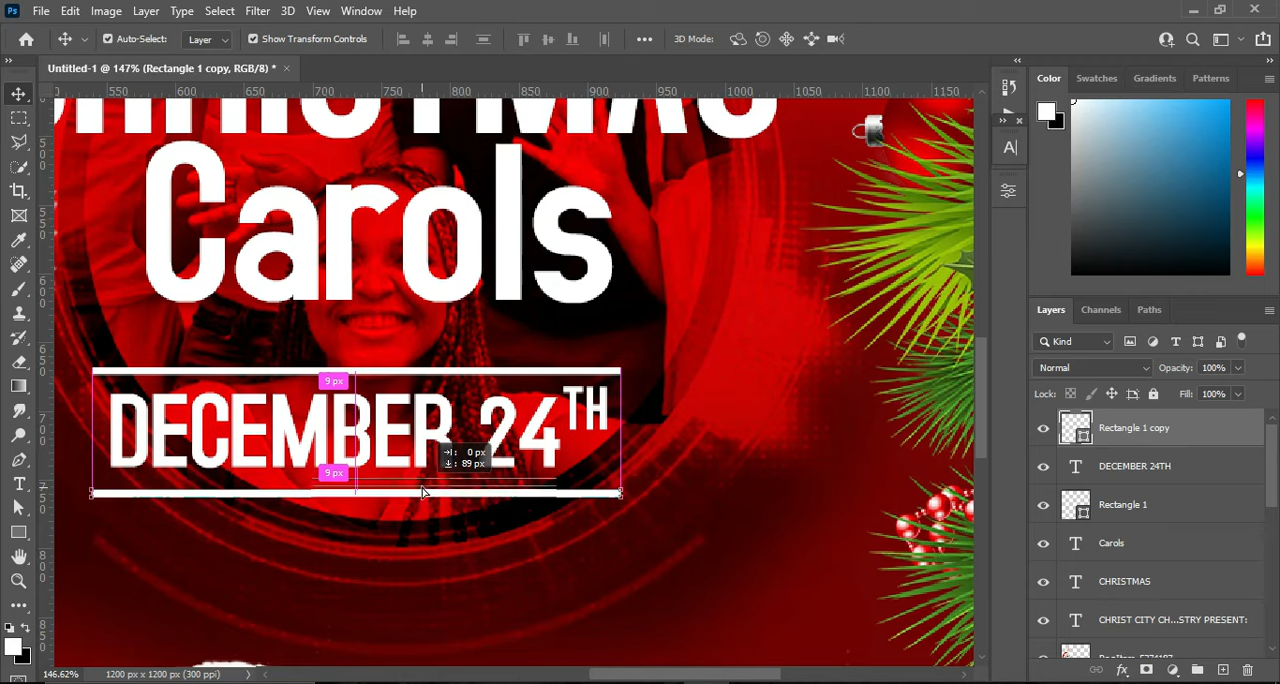 Ps File Edit Image Layer Type Select Filter 3D View Window Help
Auto-Select: Layer Show Transform Controls 3D Mode:
Untitled-1 @ 147% (Rectangle 1 copy, RGB/8) *
600 650 700 750 800 850 900 950 1000 1050 1100 1150
CHRISTMAS
Carols
9 px
DECEMBER 24TH
0 px
89 px
9 px
146.62% 1200 px x 1200 px (300 ppi)
Color Swatches Gradients Patterns
Layers Channels Paths
Kind
Normal Opacity: 100%
Lock: Fill: 100%
Rectangle 1 copy
DECEMBER 24TH
Rectangle 1
Carols
CHRISTMAS
CHRIST CITY CH...STRY PRESENT: